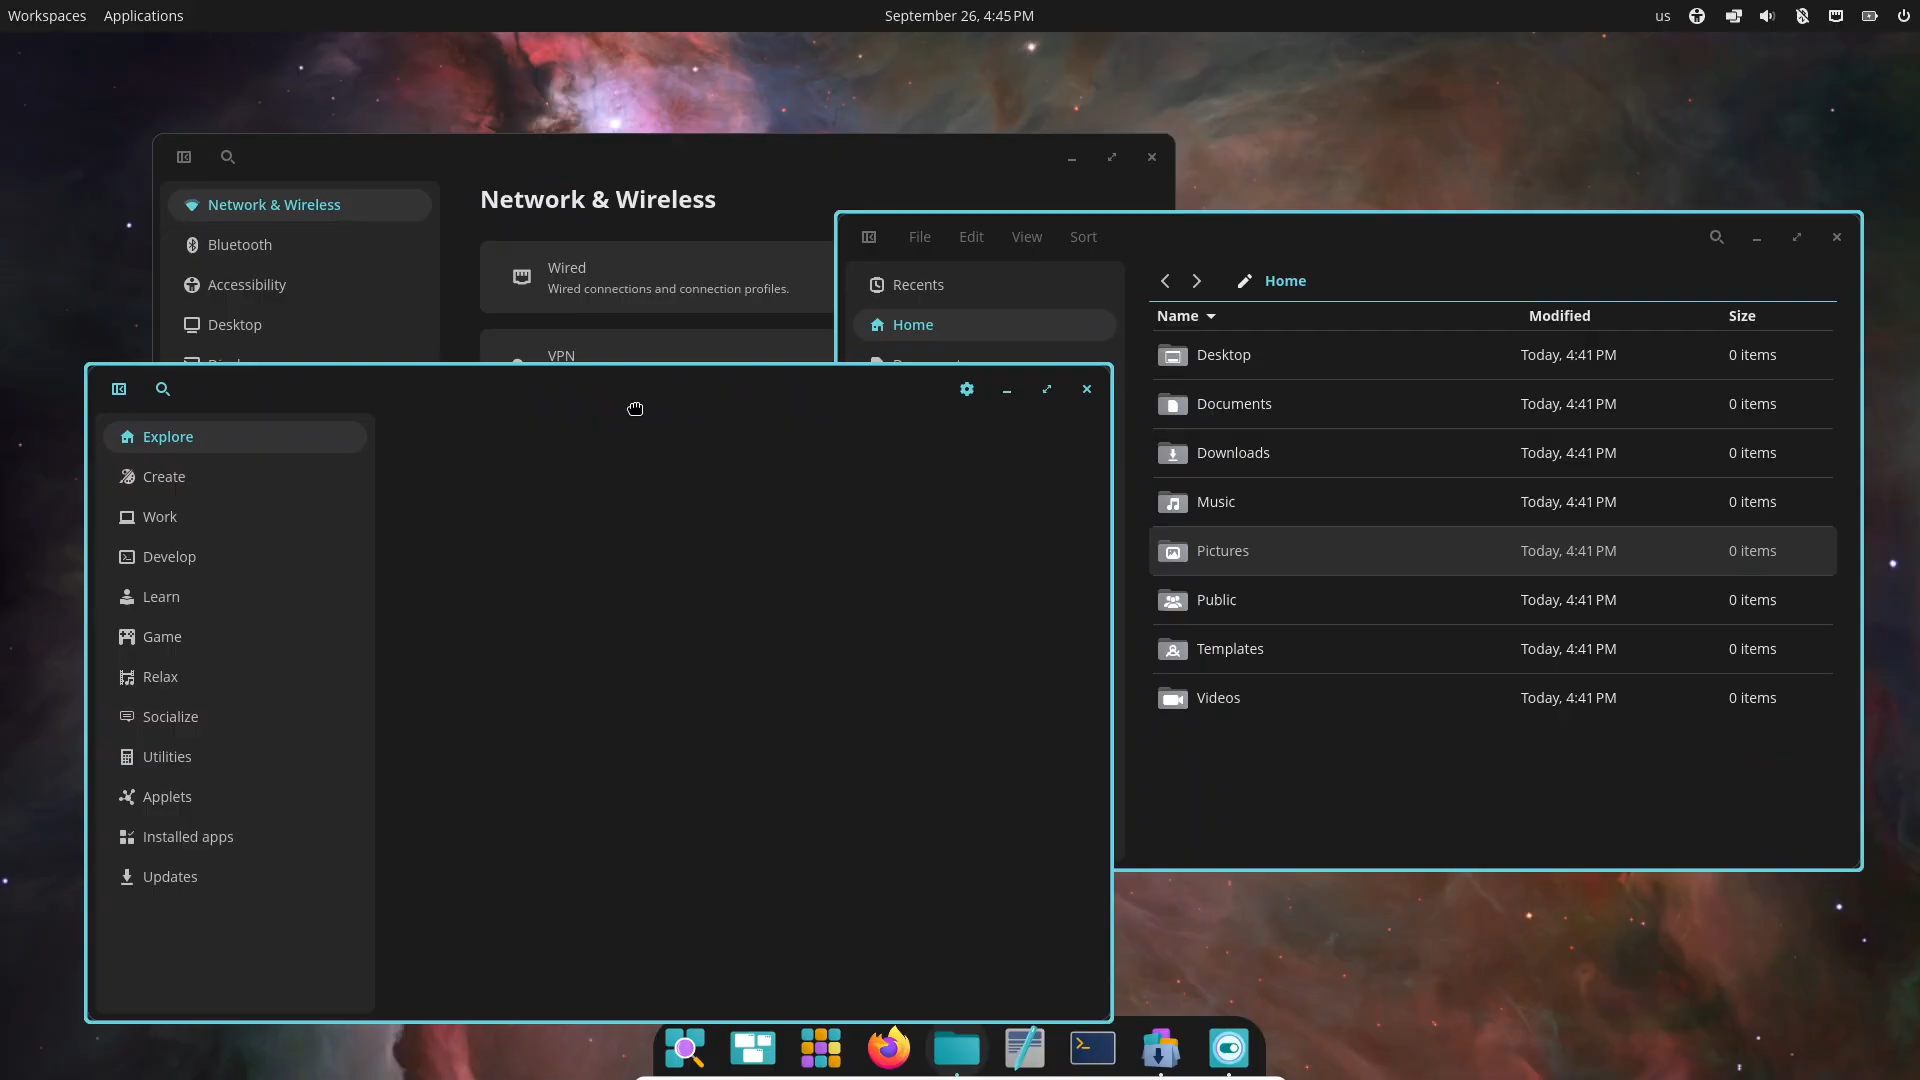 Workspaces Applications September 26, 4:45 PM us
Network & Wireless
Bluetooth
Accessibility
Desktop
Network & Wireless
Wired
Wired connections and connection profiles.
VPN
File Edit View Sort
Recents
Home
Home
Name Modified Size
Desktop Today, 4:41 PM 0 items
Documents Today, 4:41 PM 0 items
Downloads Today, 4:41 PM 0 items
Music Today, 4:41 PM 0 items
Pictures Today, 4:41 PM 0 items
Public Today, 4:41 PM 0 items
Templates Today, 4:41 PM 0 items
Videos Today, 4:41 PM 0 items
Explore
Create
Work
Develop
Learn
Game
Relax
Socialize
Utilities
Applets
Installed apps
Updates